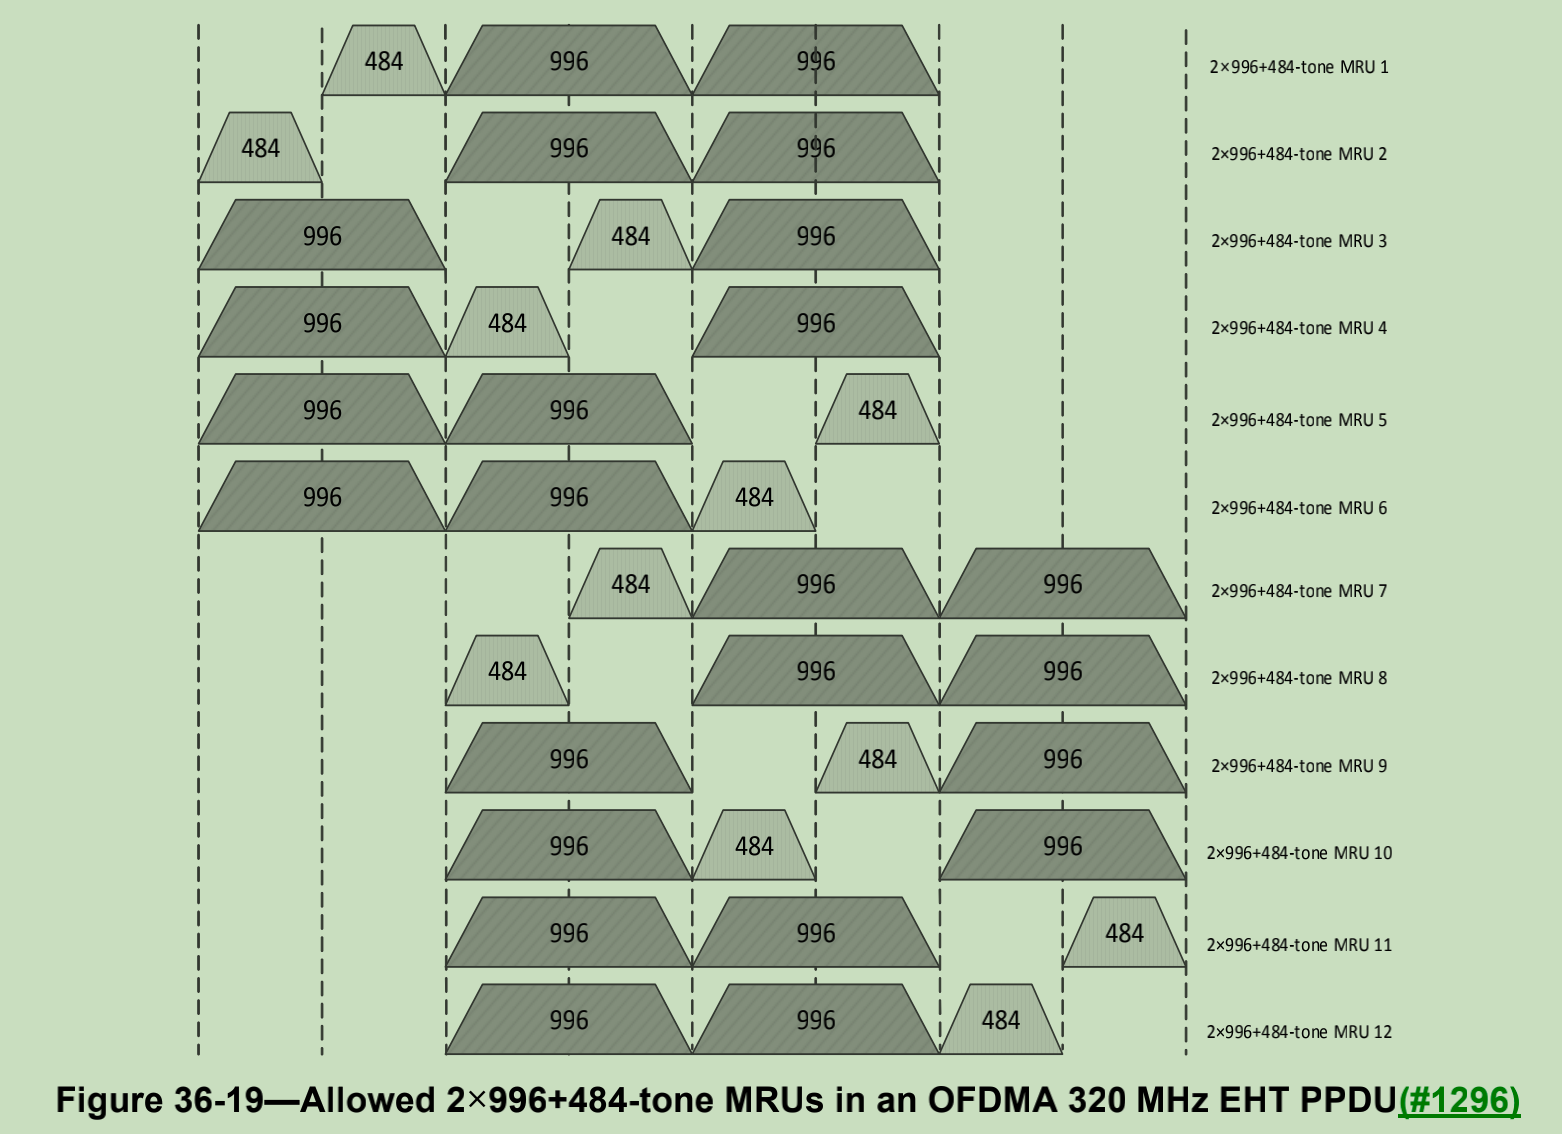 484 996 996 2×996+484-tone MRU 1
484 996 996 2×996+484-tone MRU 2
996 484 996 2×996+484-tone MRU 3
996 484 996 2×996+484-tone MRU 4
996 996 484 2×996+484-tone MRU 5
996 996 484 2×996+484-tone MRU 6
484 996 996 2×996+484-tone MRU 7
484 996 996 2×996+484-tone MRU 8
996 484 996 2×996+484-tone MRU 9
996 484 996 2×996+484-tone MRU 10
996 996 484 2×996+484-tone MRU 11
996 996 484 2×996+484-tone MRU 12
Figure 36-19—Allowed 2×996+484-tone MRUs in an OFDMA 320 MHz EHT PPDU(#1296)